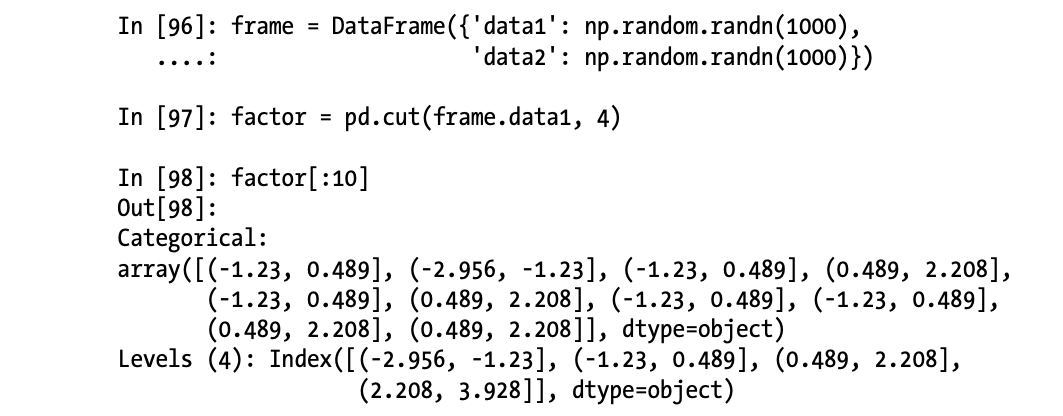 In [96]: frame = DataFrame({'data1': np.random.randn(1000),
   ....:                    'data2': np.random.randn(1000)})
In [97]: factor = pd.cut(frame.data1, 4)
In [98]: factor[:10]
Out[98]:
Categorical:
array([(-1.23, 0.489], (-2.956, -1.23], (-1.23, 0.489], (0.489, 2.208],
       (-1.23, 0.489], (0.489, 2.208], (-1.23, 0.489], (-1.23, 0.489],
       (0.489, 2.208], (0.489, 2.208]], dtype=object)
Levels (4): Index([(-2.956, -1.23], (-1.23, 0.489], (0.489, 2.208],
                   (2.208, 3.928]], dtype=object)